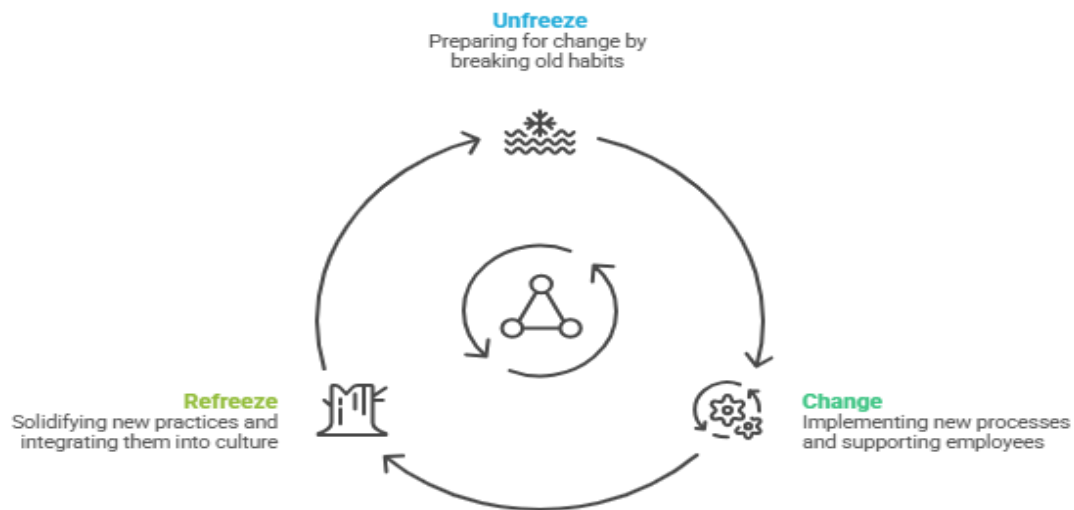 Unfreeze
Preparing for change by
breaking old habits
Refreeze
Solidifying new practices and
integrating them into culture
Change
Implementing new processes
and supporting employees